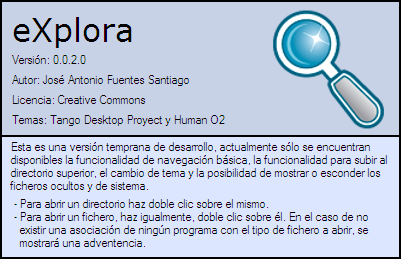 eXplora
Versión: 0.0.2.0
Autor: José Antonio Fuentes Santiago
Licencia: Creative Commons
Temas: Tango Desktop Proyect y Human O2
Esta es una versión temprana de desarrollo, actualmente sólo se encuentran
disponibles la funcionalidad de navegación básica, la funcionalidad para subir al
directorio superior, el cambio de tema y la posibilidad de mostrar o esconder los
ficheros ocultos y de sistema.
- Para abrir un directorio haz doble clic sobre el mismo.
- Para abrir un fichero, haz igualmente, doble clic sobre él. En el caso de no
existir una asociación de ningún programa con el tipo de fichero a abrir, se
mostrará una adventencia.